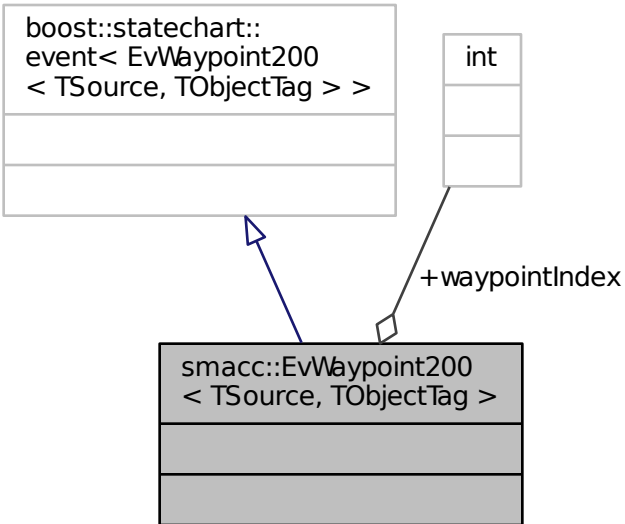 boost::statechart::
event< EvWaypoint200
< TSource, TObjectTag > >
int
+waypointIndex
smacc::EvWaypoint200
< TSource, TObjectTag >